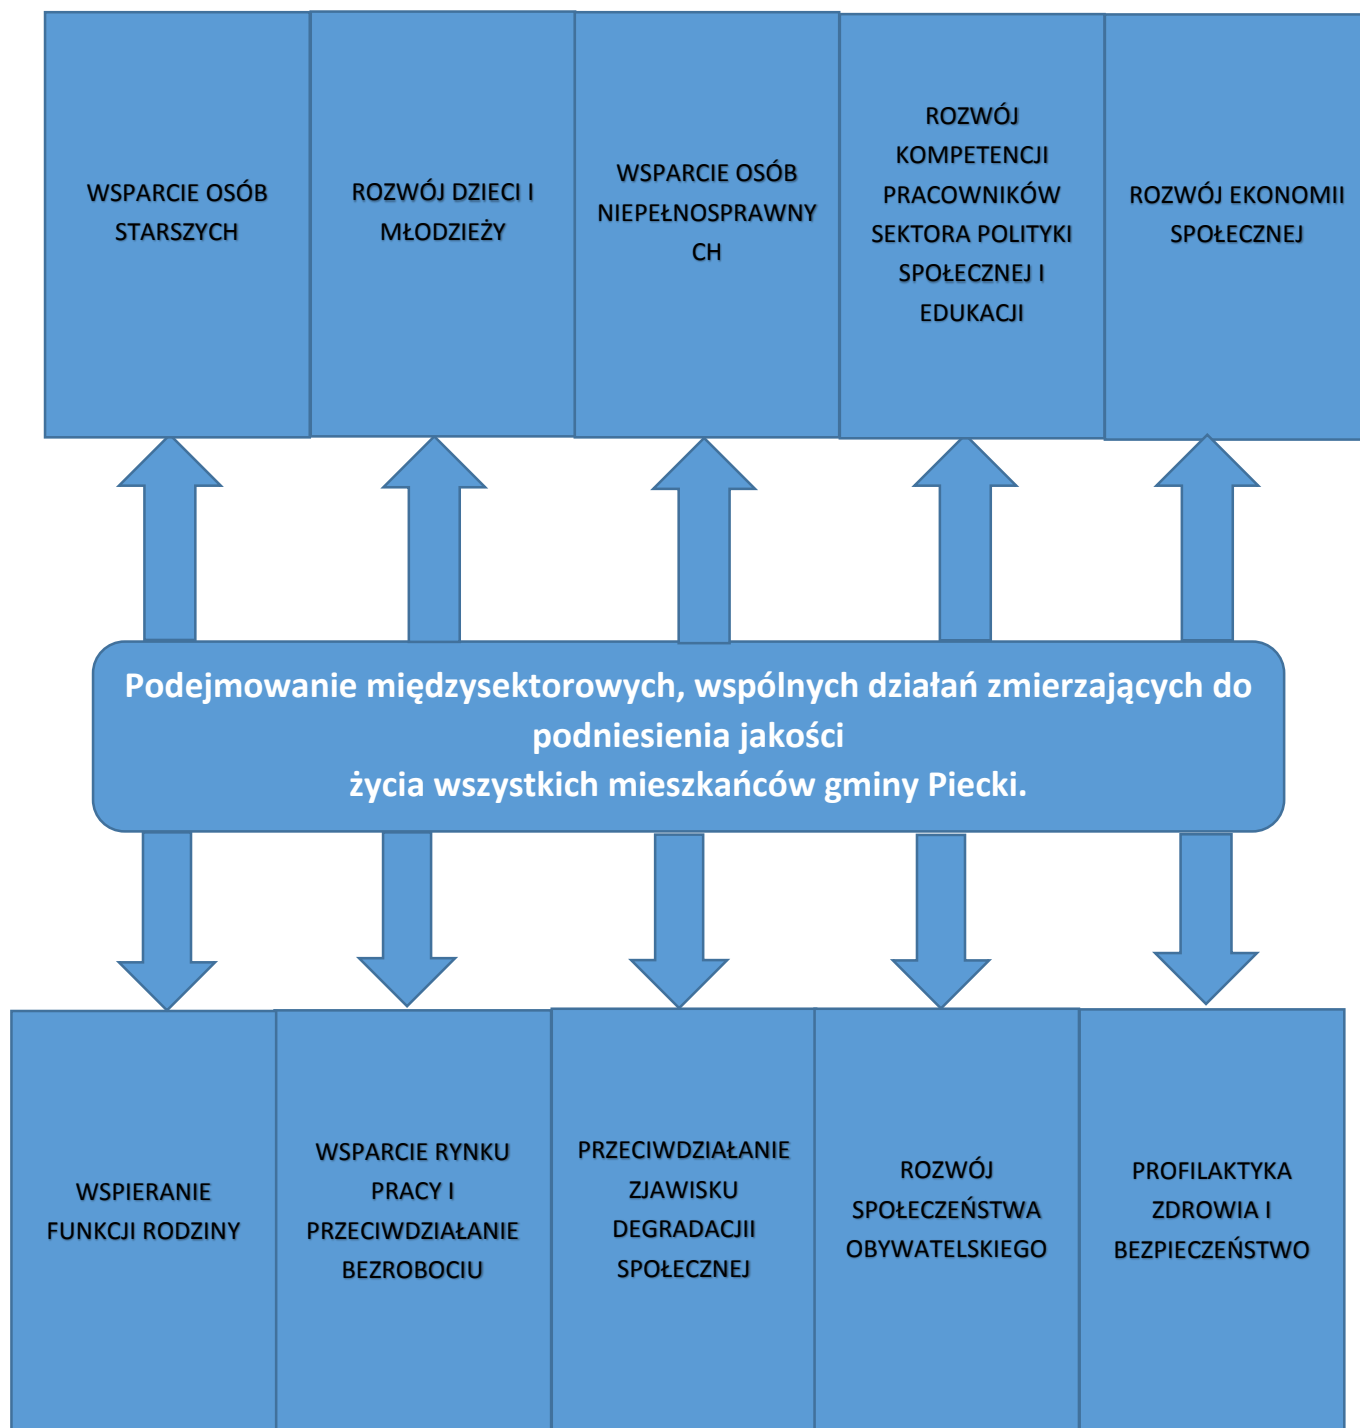 WSPARCIE OSÓB
STARSZYCH
ROZWÓJ DZIECI I
MŁODZIEŻY
WSPARCIE OSÓB
NIEPEŁNOSPRAWNY
CH
ROZWÓJ
KOMPETENCJI
PRACOWNIKÓW
SEKTORA POLITYKI
SPOŁECZNEJ I
EDUKACJI
ROZWÓJ EKONOMII
SPOŁECZNEJ
Podejmowanie międzysektorowych, wspólnych działań zmierzających do
podniesienia jakości
życia wszystkich mieszkańców gminy Piecki.
WSPIERANIE
FUNKCJI RODZINY
WSPARCIE RYNKU
PRACY I
PRZECIWDZIAŁANIE
BEZROBOCIU
PRZECIWDZIAŁANIE
ZJAWISKU
DEGRADACJII
SPOŁECZNEJ
ROZWÓJ
SPOŁECZEŃSTWA
OBYWATELSKIEGO
PROFILAKTYKA
ZDROWIA I
BEZPIECZEŃSTWO